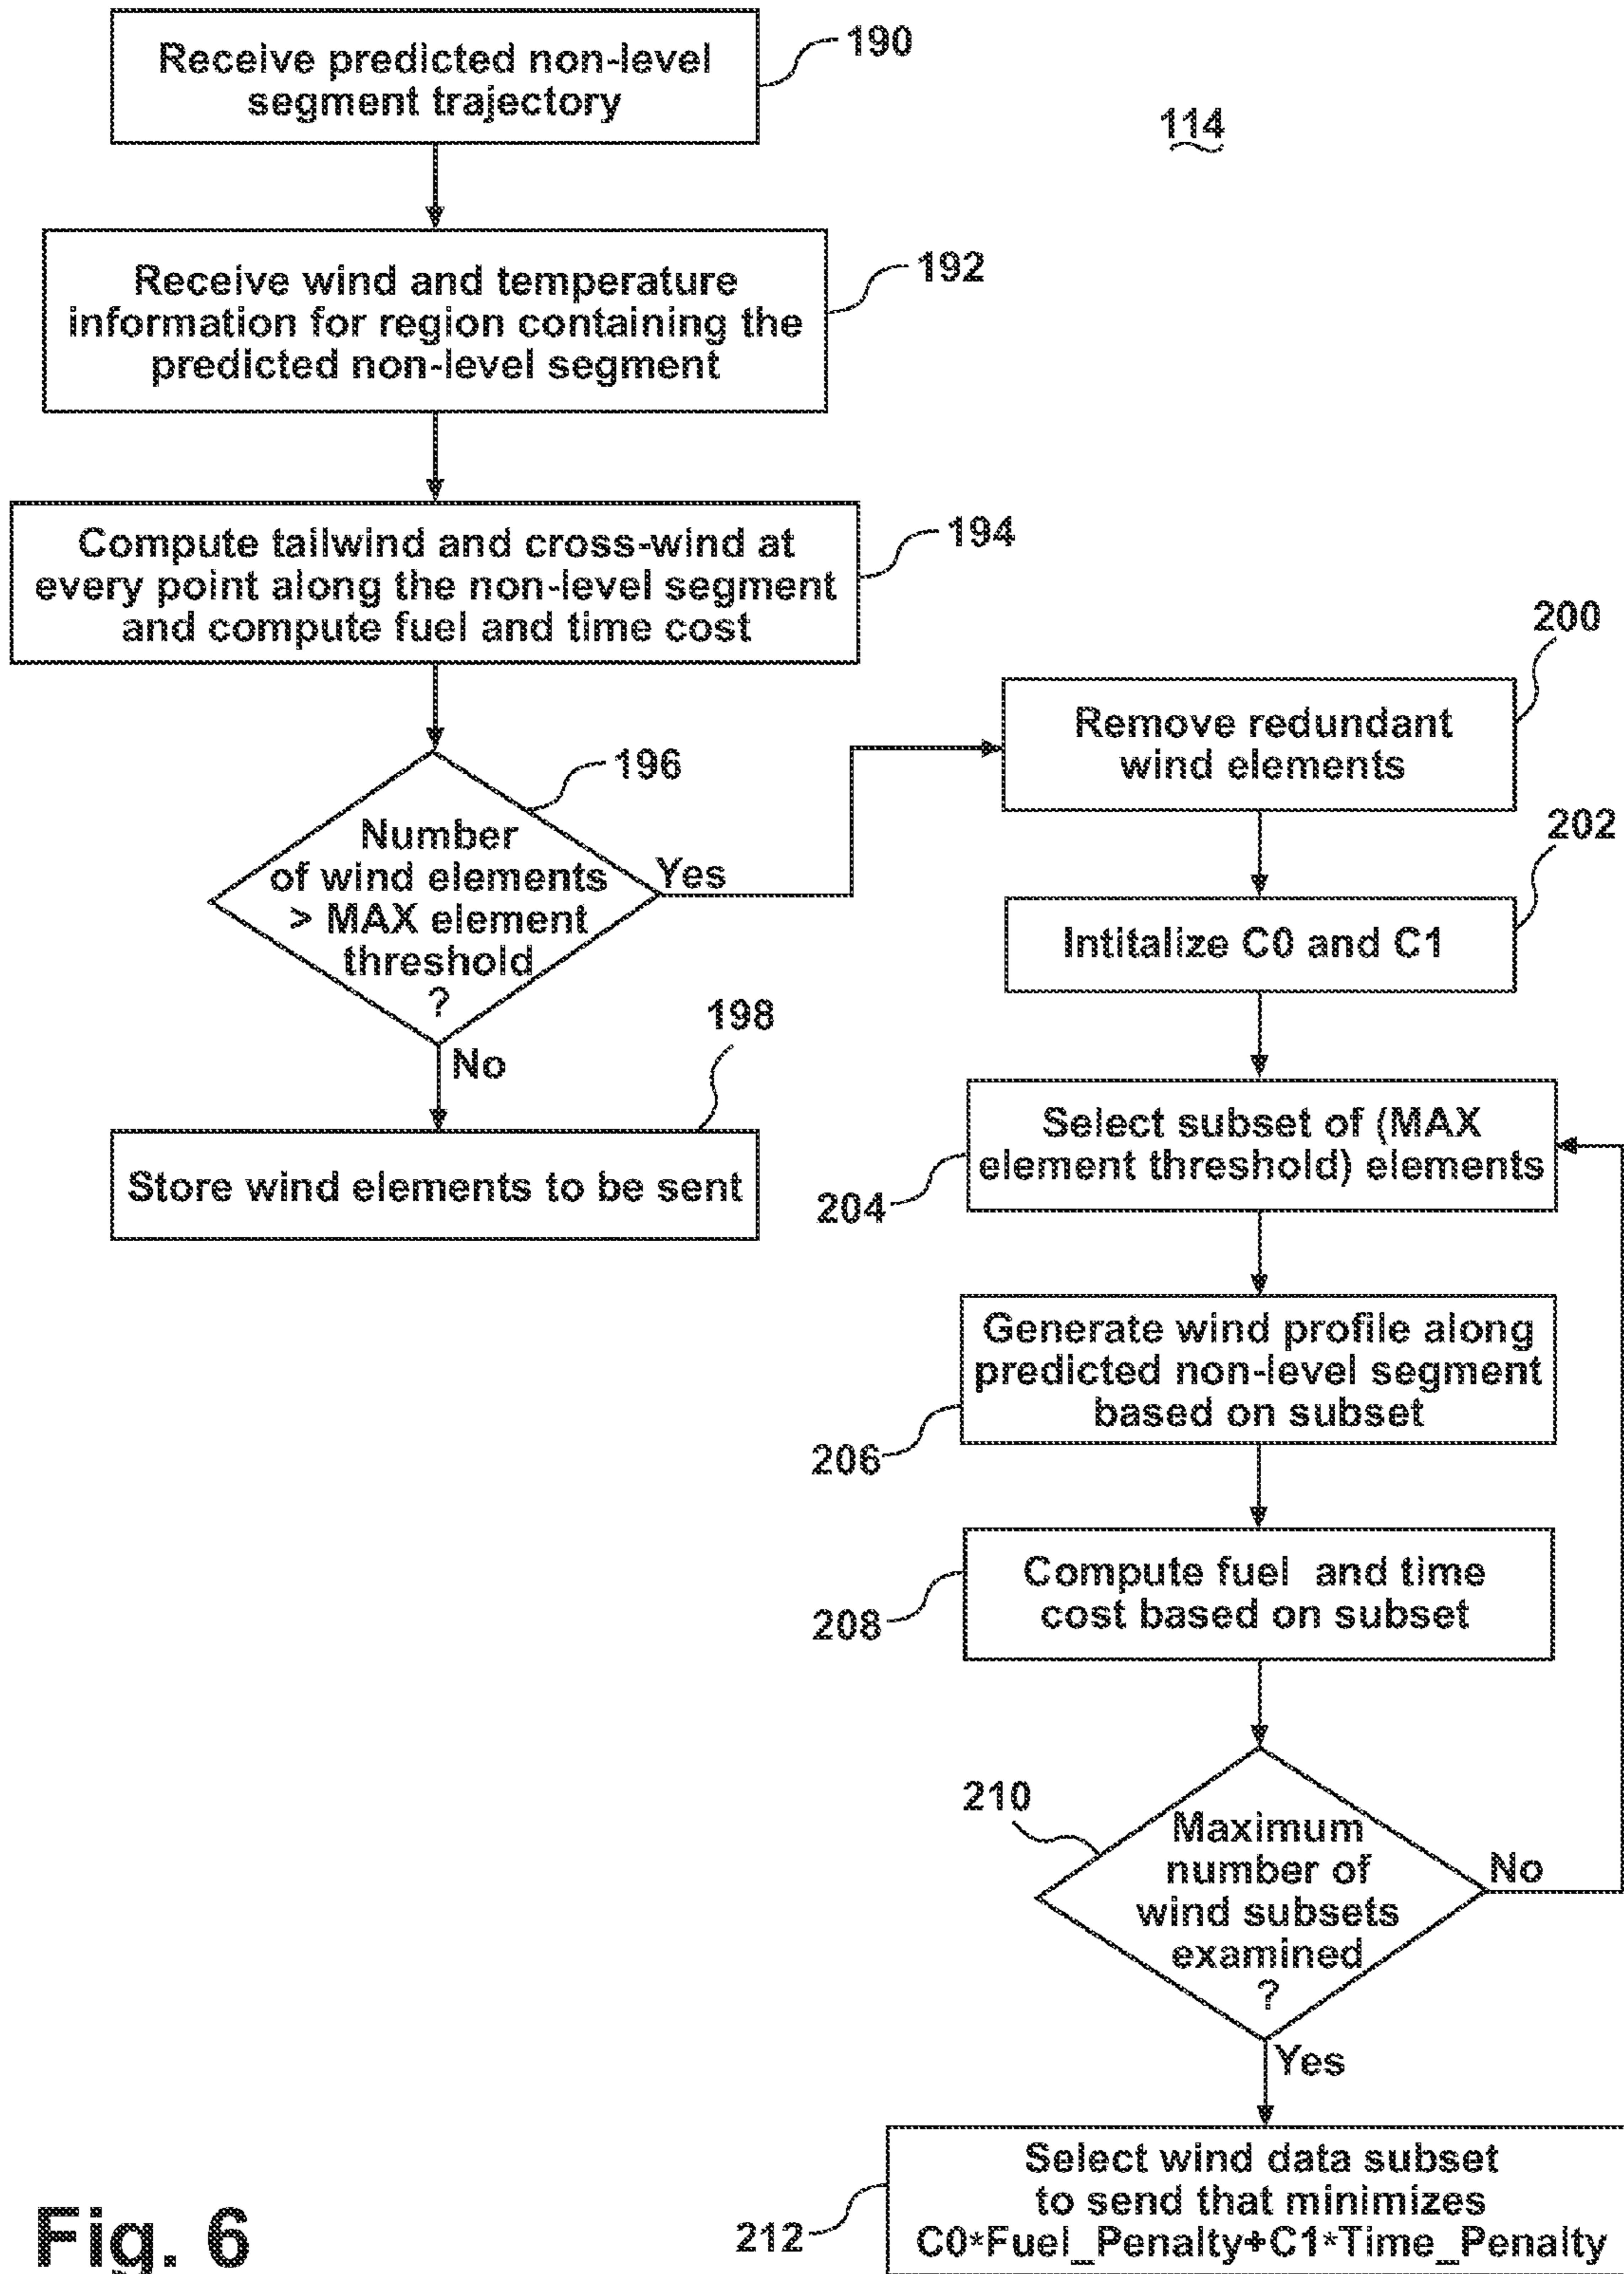 Receive predicted non-level
segment trajectory
190
114
Receive wind and temperature
information for region containing the
predicted non-level segment
192
Compute tailwind and cross-wind at
every point along the non-level segment
and compute fuel and time cost
194
Number
of wind elements
> MAX element
threshold
?
196
Yes
No
198
Store wind elements to be sent
200
Remove redundant
wind elements
202
Intitalize C0 and C1
Select subset of (MAX
element threshold) elements
204
Generate wind profile along
predicted non-level segment
based on subset
206
Compute fuel and time
cost based on subset
208
210
Maximum
number of
wind subsets
examined
?
No
Yes
Select wind data subset
to send that minimizes
C0*Fuel_Penalty+C1*Time_Penalty
212
Fig. 6